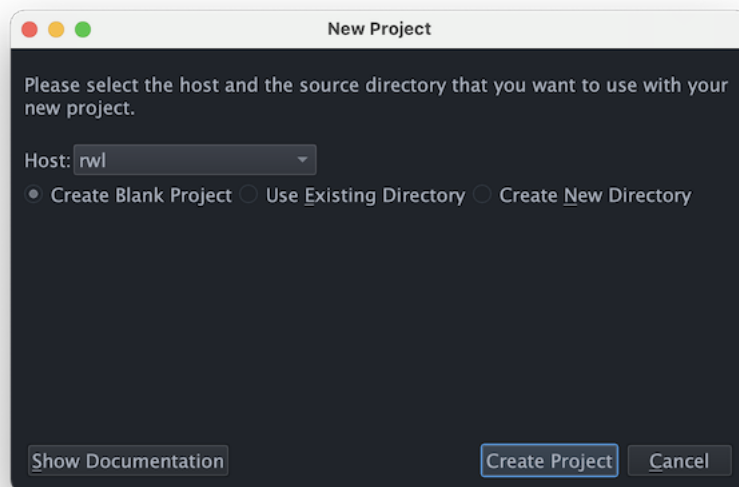 New Project
Please select the host and the source directory that you want to use with your
new project.
Host: rwl
Create Blank Project Use Existing Directory Create New Directory
Show Documentation Create Project Cancel